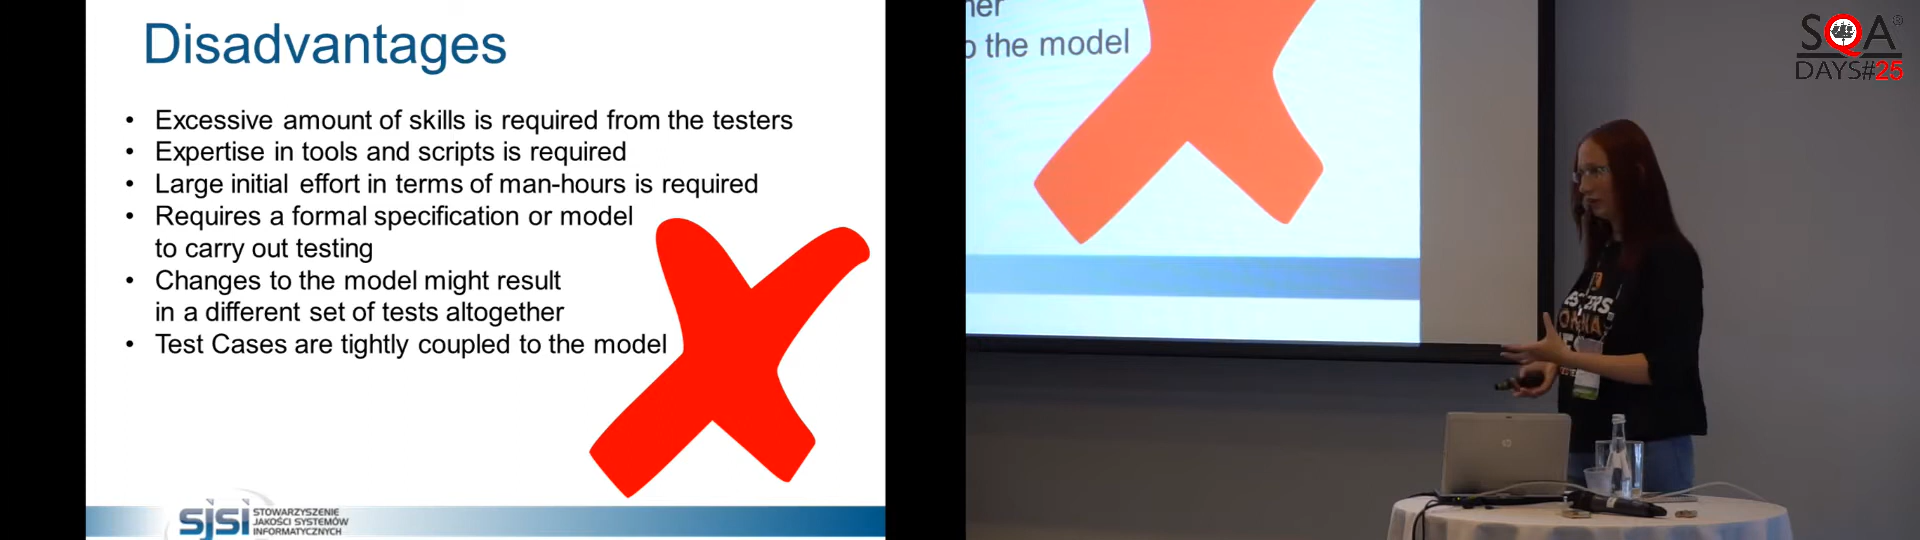 Disadvantages
• Excessive amount of skills is required from the testers
• Expertise in tools and scripts is required
• Large initial effort in terms of man-hours is required
• Requires a formal specification or model
to carry out testing
• Changes to the model might result
in a different set of tests altogether
• Test Cases are tightly coupled to the model
sjsi
STOWARZYSZENIE
JAKOŚCI SYSTEMÓW
INFORMATYCZNYCH
the model
SQA
DAYS#25